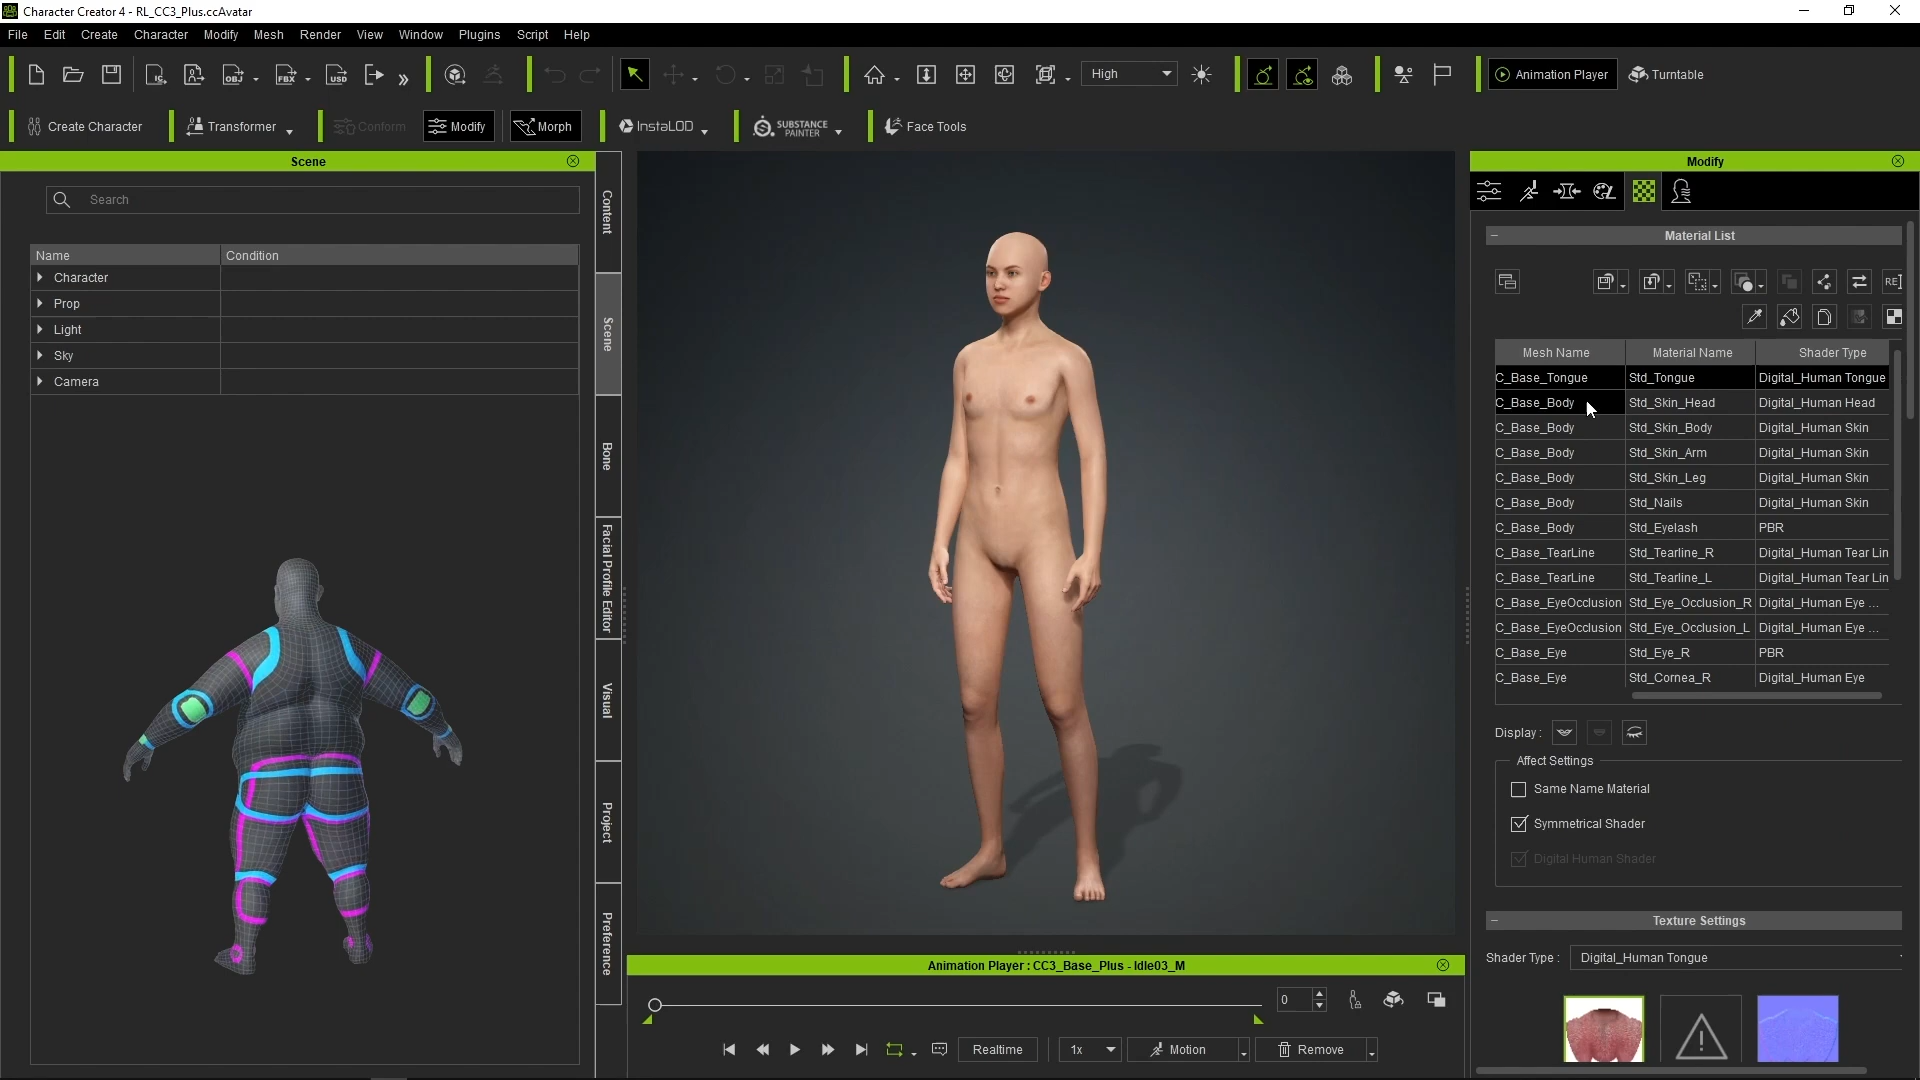 Character Creator 4 - RL_CC3_Plus.ccAvatar
File Edit Create Character Modify Mesh Render View Window Plugins Script Help
High Animation Player Turntable
Create Character Transformer Conform Modify Morph InstaLOD SUBSTANCE PAINTER Face Tools
Scene
Search
Name Condition
Character
Prop
Light
Sky
Camera
Content
Scene
Bone
Facial Profile Editor
Visual
Project
Preference
Modify
Material List
RE
Mesh Name Material Name Shader Type
C_Base_Tongue Std_Tongue Digital_Human Tongue
C_Base_Body Std_Skin_Head Digital_Human Head
C_Base_Body Std_Skin_Body Digital_Human Skin
C_Base_Body Std_Skin_Arm Digital_Human Skin
C_Base_Body Std_Skin_Leg Digital_Human Skin
C_Base_Body Std_Nails Digital_Human Skin
C_Base_Body Std_Eyelash PBR
C_Base_TearLine Std_Tearline_R Digital_Human Tear Lin
C_Base_TearLine Std_Tearline_L Digital_Human Tear Lin
C_Base_EyeOcclusion Std_Eye_Occlusion_R Digital_Human Eye ...
C_Base_EyeOcclusion Std_Eye_Occlusion_L Digital_Human Eye ...
C_Base_Eye Std_Eye_R PBR
C_Base_Eye Std_Cornea_R Digital_Human Eye
Display :
Affect Settings
Same Name Material
Symmetrical Shader
Digital Human Shader
Texture Settings
Shader Type : Digital_Human Tongue
Animation Player : CC3_Base_Plus - Idle03_M
0
Realtime 1x Motion Remove